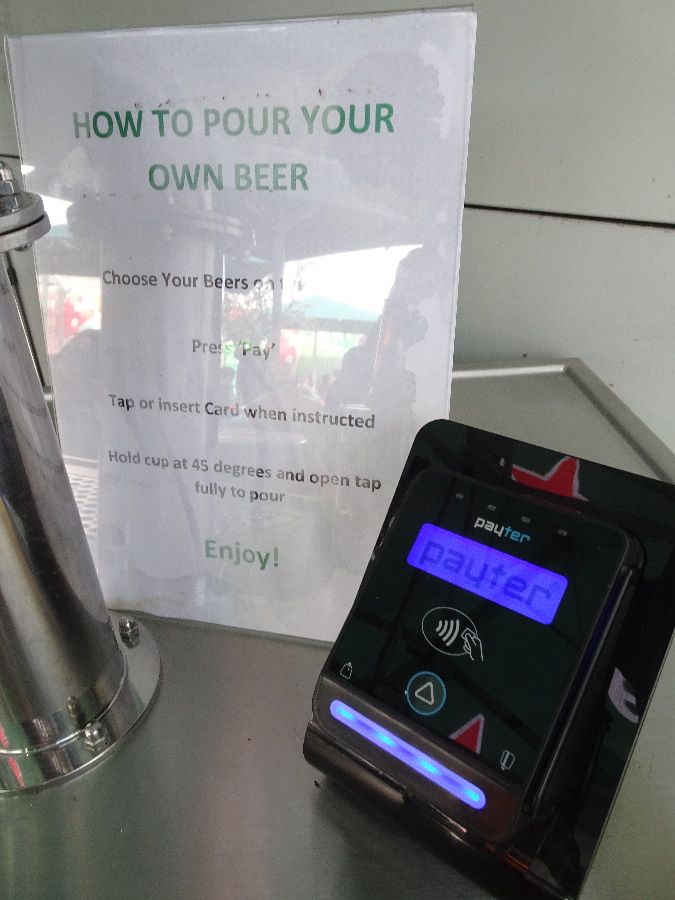 HOW TO POUR YOUR
OWN BEER
Choose Your Beers on
Press 'Pay'
Tap or insert Card when instructed
Hold cup at 45 degrees and open tap
fully to pour
Enjoy!
payter
payter